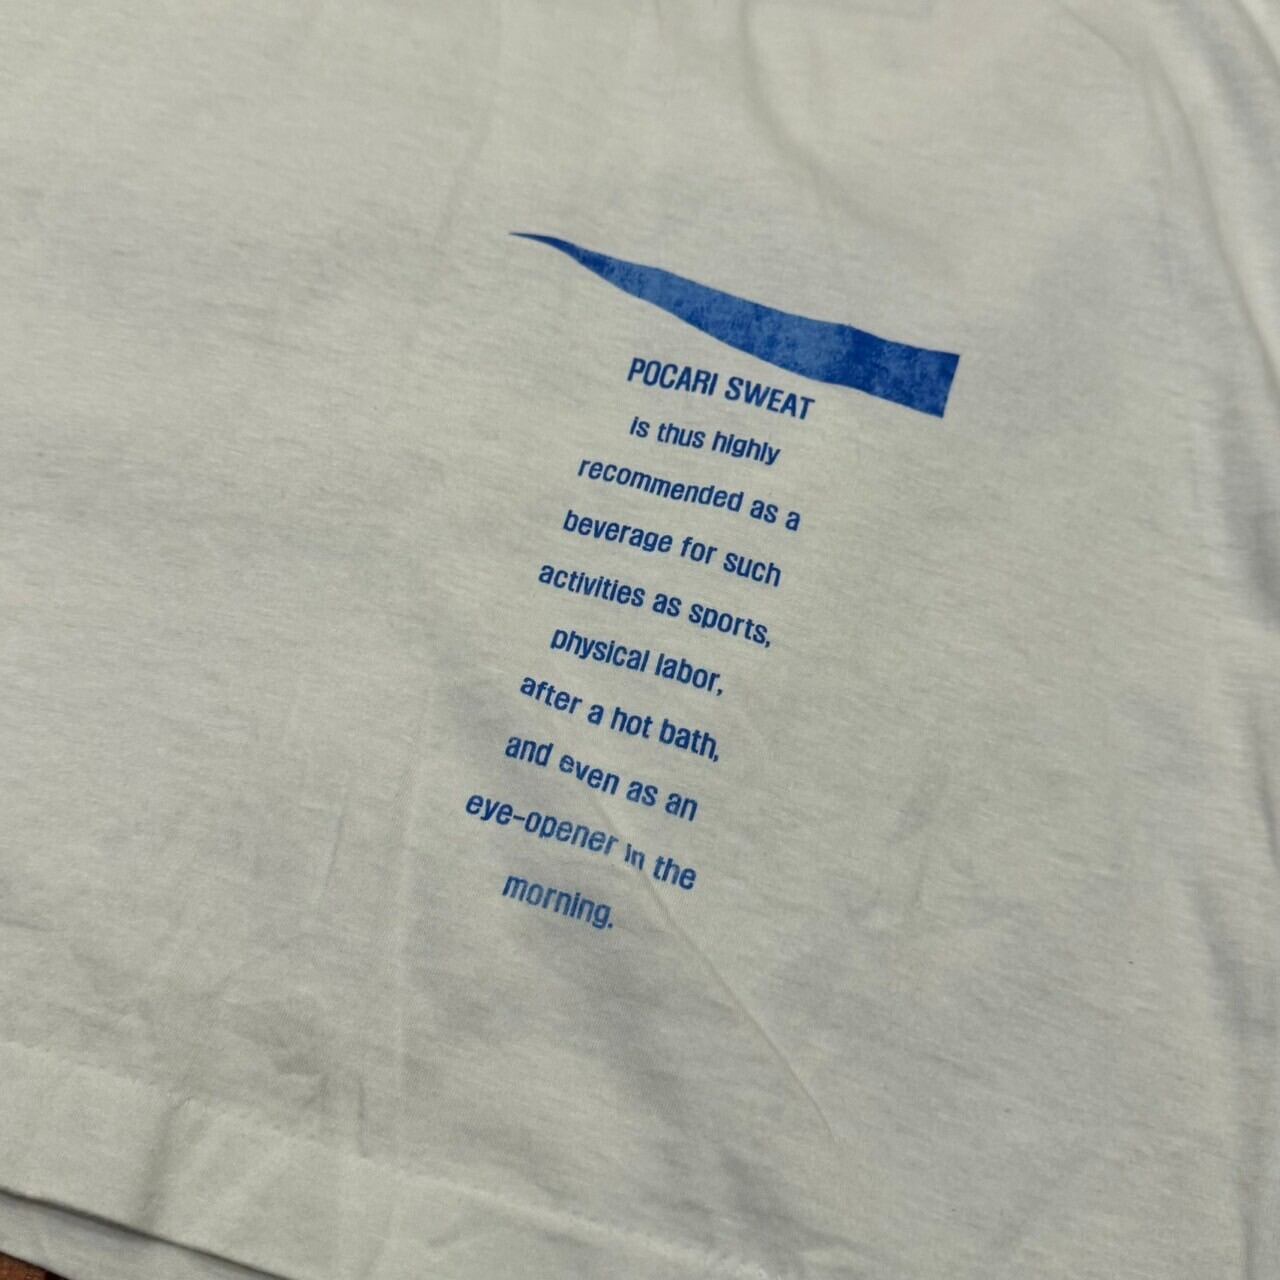 POCARI SWEAT
is thus highly
recommended as a
beverage for such
activities as sports,
physical labor,
after a hot bath,
and even as an
eye-opener in the
morning.